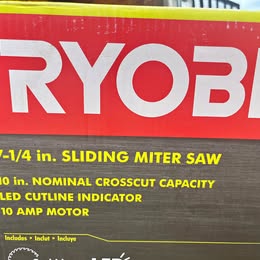 RYOBI
7-1/4 in. SLIDING MITER SAW
10 in. NOMINAL CROSSCUT CAPACITY
LED CUTLINE INDICATOR
10 AMP MOTOR
Includes • Inclut • Incluye